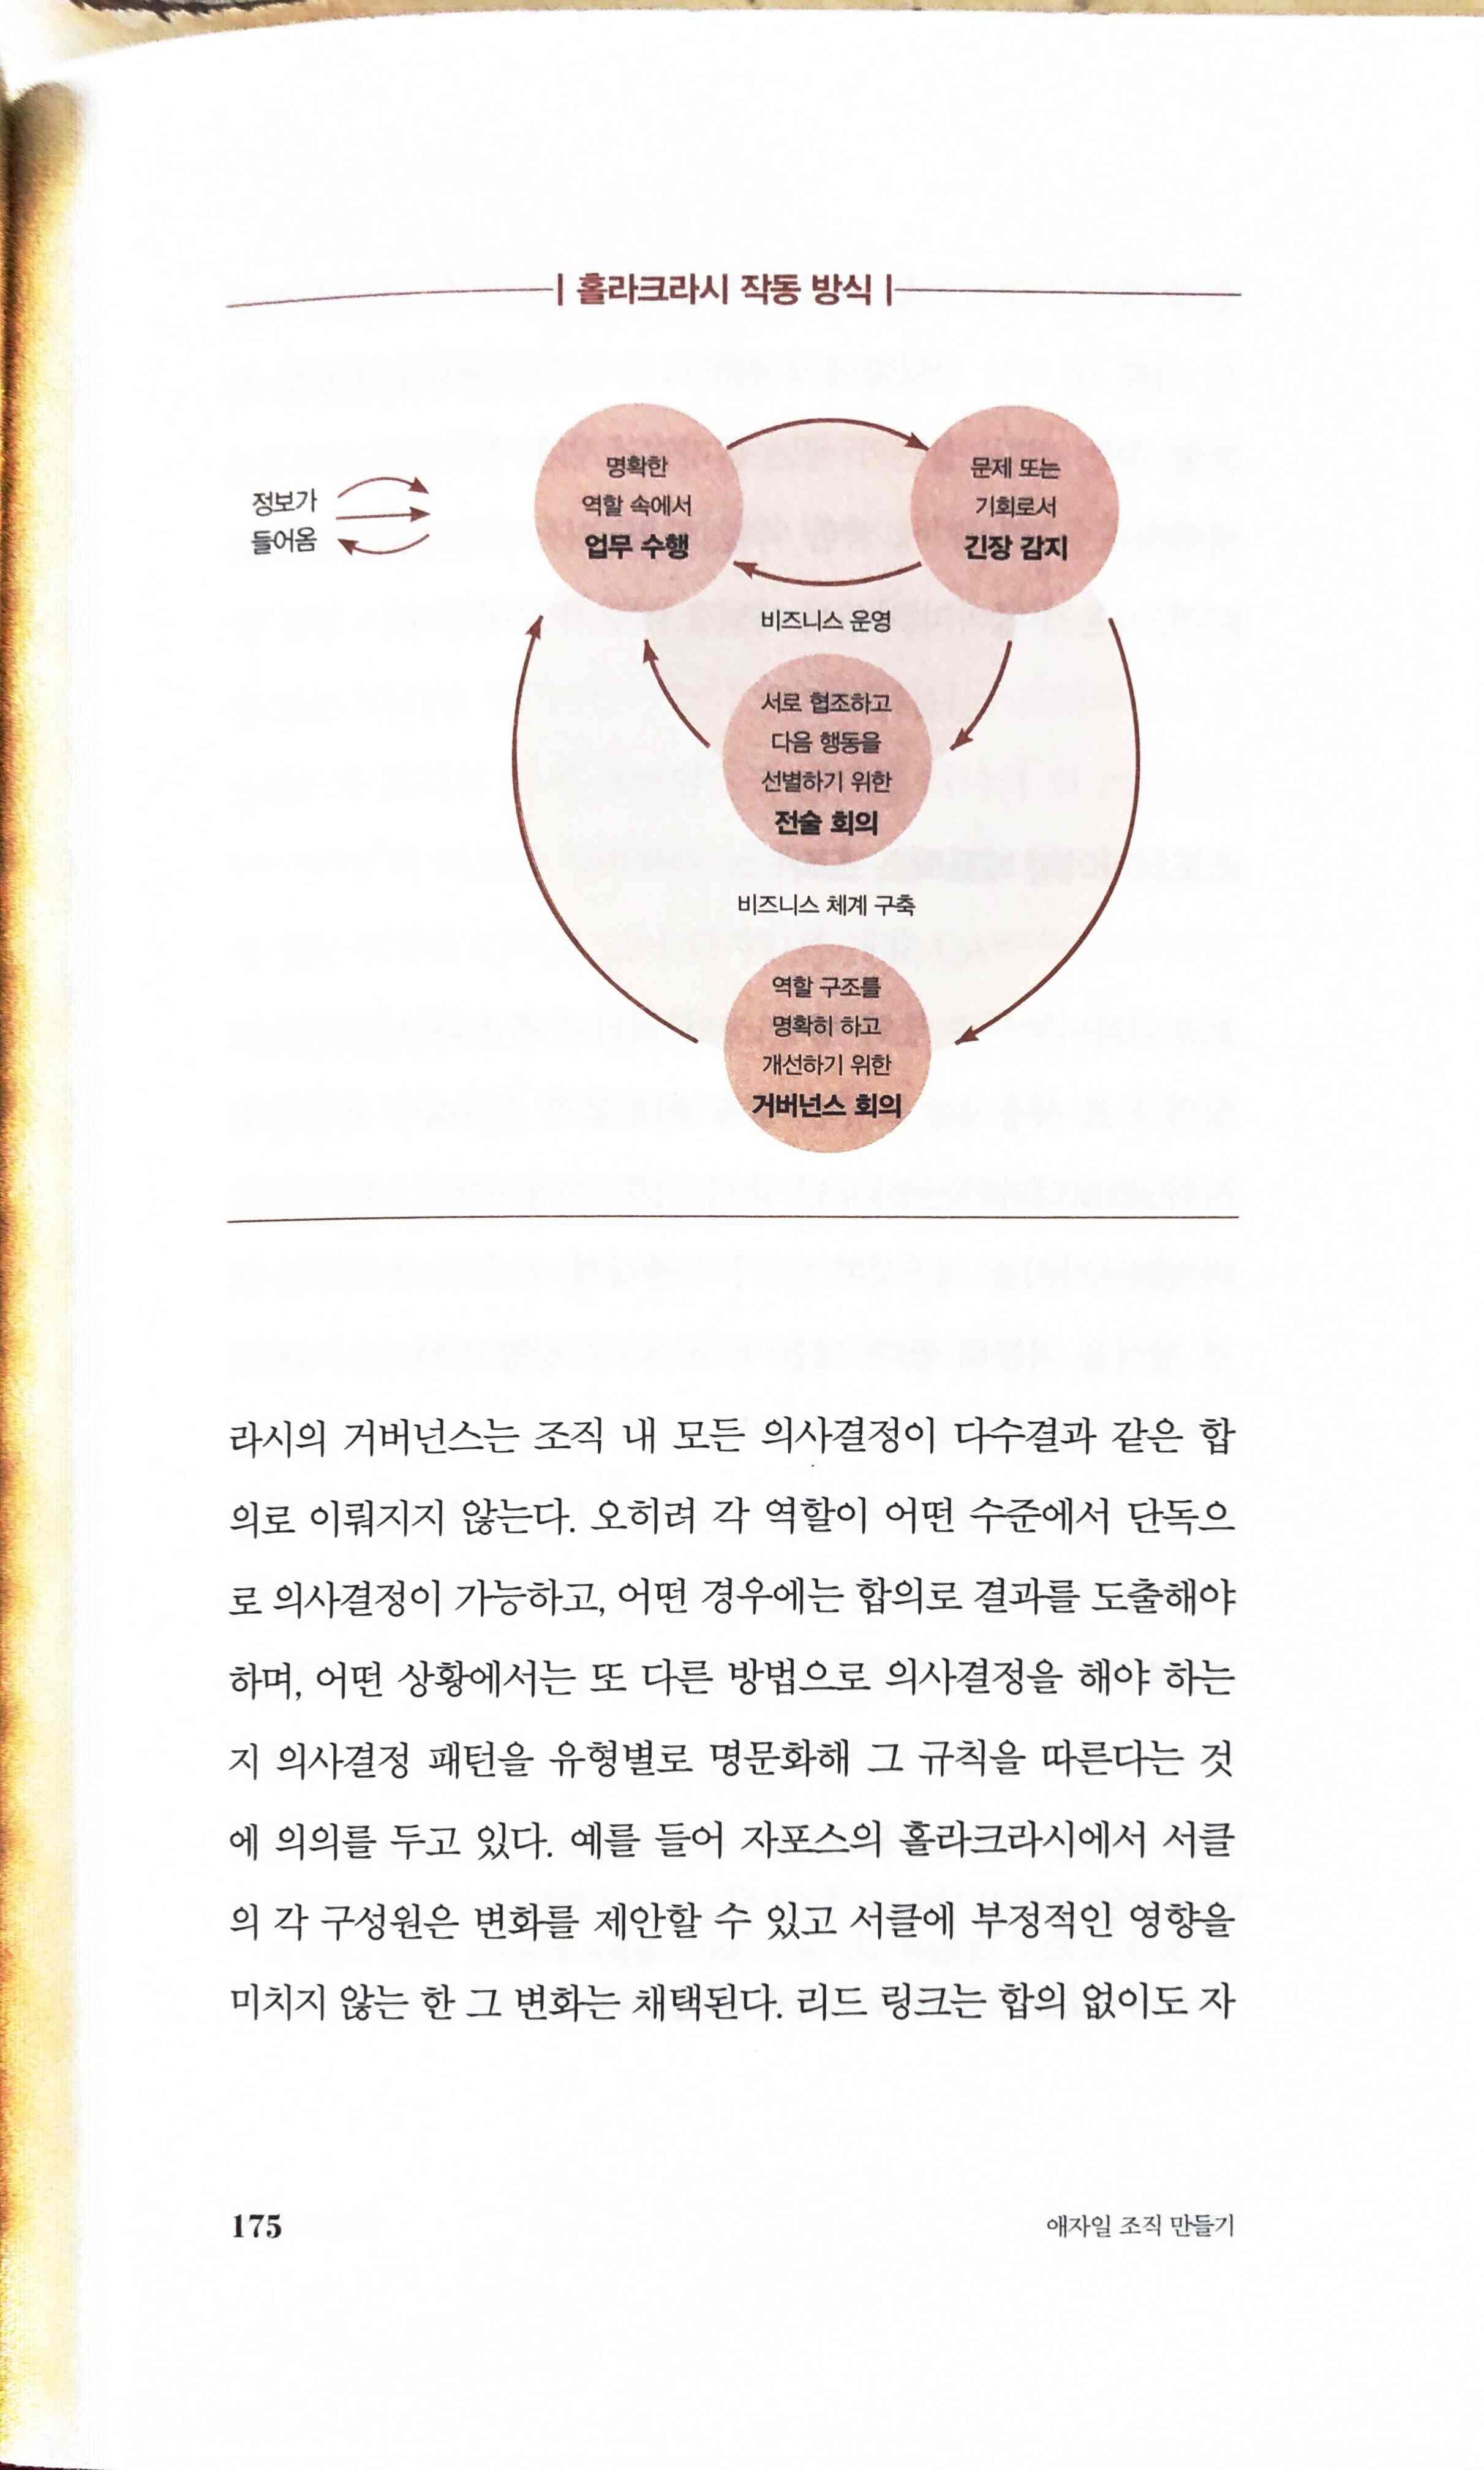 홀라크라시 작동 방식
정보가
들어옴
명확한
역할 속에서
업무 수행
문제 또는
기회로서
긴장 감지
비즈니스 운영
서로 협조하고
다음 행동을
선별하기 위한
전술 회의
비즈니스 체계 구축
역할 구조를
명확히 하고
개선하기 위한
거버넌스 회의
라시의 거버넌스는 조직 내 모든 의사결정이 다수결과 같은 합
의로 이뤄지지 않는다. 오히려 각 역할이 어떤 수준에서 단독으
로 의사결정이 가능하고, 어떤 경우에는 합의로 결과를 도출해야
하며, 어떤 상황에서는 또 다른 방법으로 의사결정을 해야 하는
지 의사결정 패턴을 유형별로 명문화해 그 규칙을 따른다는 것
에 의의를 두고 있다. 예를 들어 자포스의 홀라크라시에서 서클
의 각 구성원은 변화를 제안할 수 있고 서클에 부정적인 영향을
미치지 않는 한 그 변화는 채택된다. 리드 링크는 합의 없이도 자
175
애자일 조직 만들기